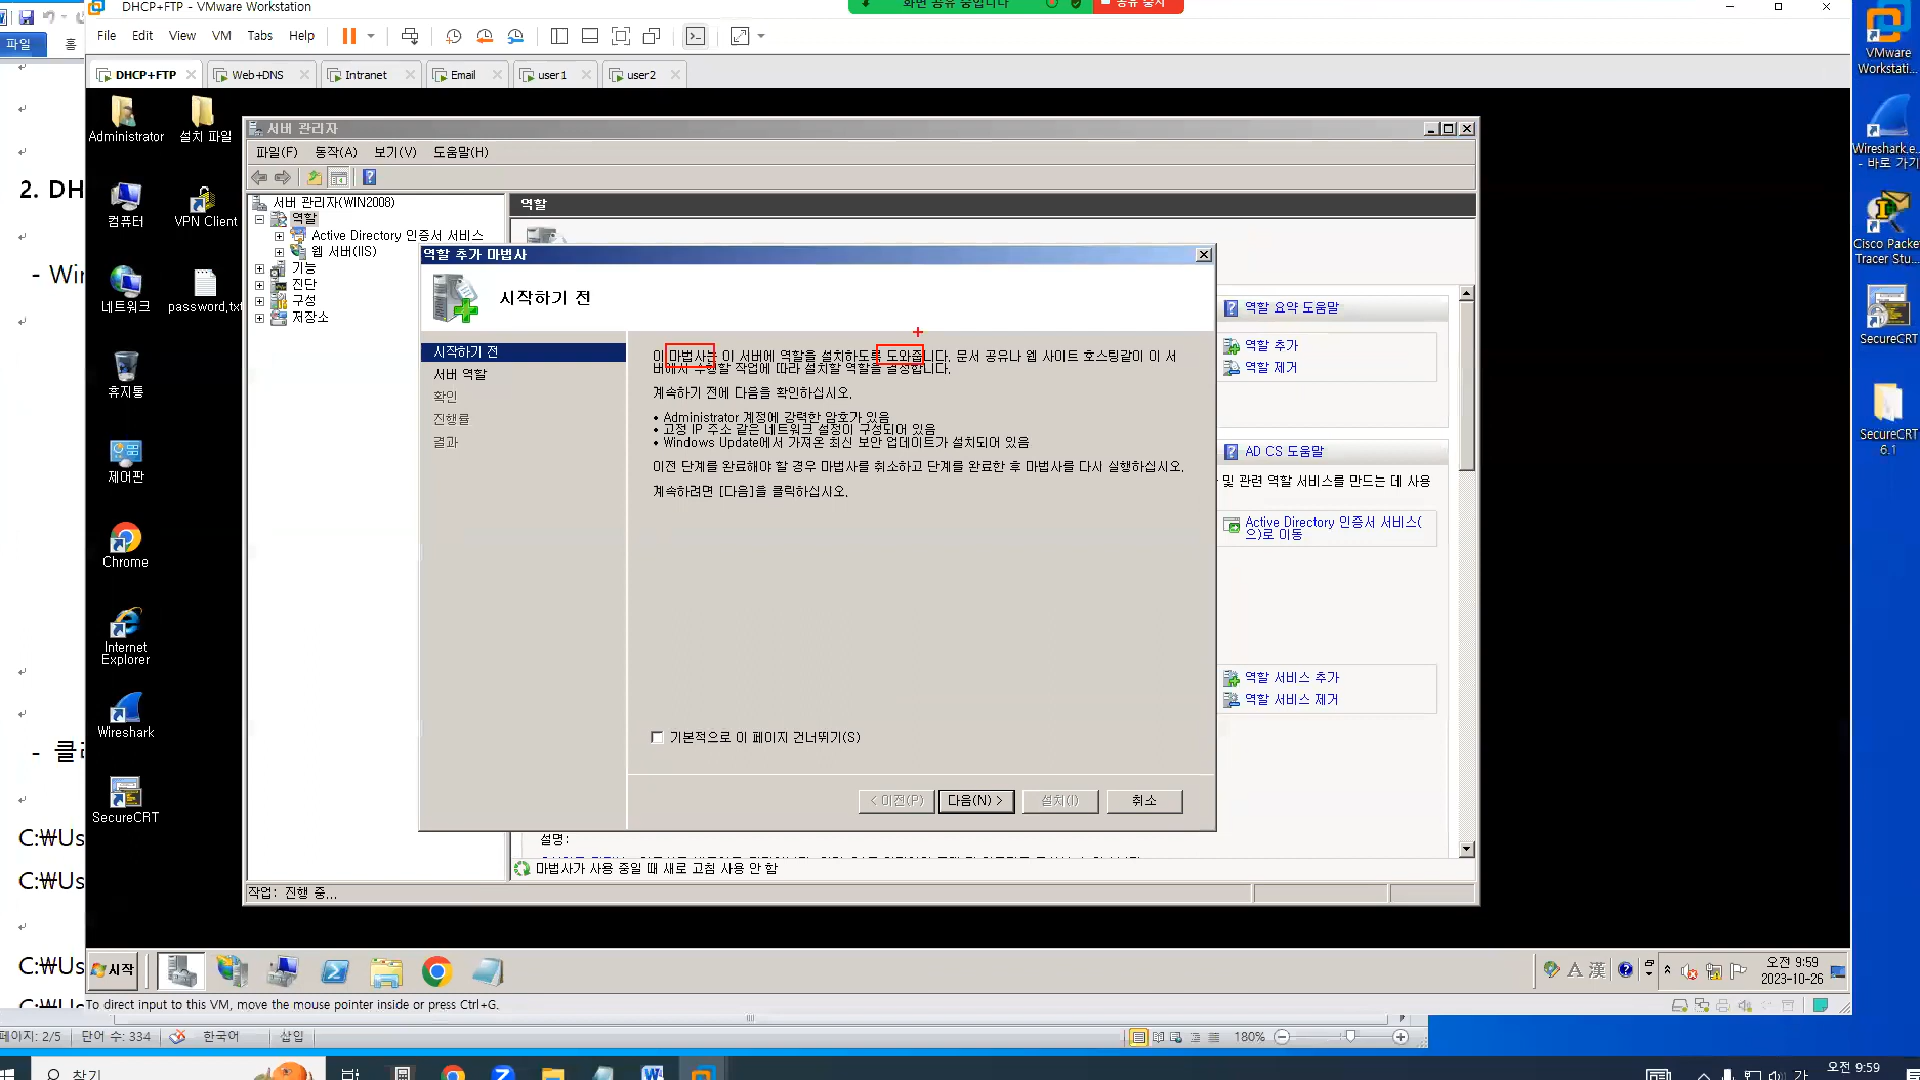 DHCP+FTP - VMware Workstation
화면 공유 중입니다
공유 중지
File Edit View VM Tabs Help
파일
홈
DHCP+FTP
Web+DNS
Intranet
Email
user1
user2
VMware Workstati...
Wireshark.e... - 바로 가기
Cisco Packet Tracer Stu...
SecureCRT
SecureCRT 6.1
2. DH
- Win
C:₩Us
C:₩Us
C:₩Us
C:₩Us
Administrator
설치 파일
컴퓨터
VPN Client
네트워크
password.txt
휴지통
제어판
Chrome
Internet Explorer
Wireshark
SecureCRT
서버 관리자
파일(F) 동작(A) 보기(V) 도움말(H)
서버 관리자(WIN2008)
역할
Active Directory 인증서 서비스
웹 서버(IIS)
기능
진단
구성
저장소
역할
역할 추가 마법사
시작하기 전
시작하기 전
서버 역할
확인
진행률
결과
이 마법사는 이 서버에 역할을 설치하도록 도와줍니다. 문서 공유나 웹 사이트 호스팅같이 이 서
버에서 수행할 작업에 따라 설치할 역할을 결정합니다.
계속하기 전에 다음을 확인하십시오.
• Administrator 계정에 강력한 암호가 있음
• 고정 IP 주소 같은 네트워크 설정이 구성되어 있음
• Windows Update에서 가져온 최신 보안 업데이트가 설치되어 있음
이전 단계를 완료해야 할 경우 마법사를 취소하고 단계를 완료한 후 마법사를 다시 실행하십시오.
계속하려면 [다음]을 클릭하십시오.
기본적으로 이 페이지 건너뛰기(S)
< 이전(P)
다음(N) >
설치(I)
취소
역할 요약 도움말
역할 추가
역할 제거
AD CS 도움말
및 관련 역할 서비스를 만드는 데 사용
Active Directory 인증서 서비스(
으)로 이동
역할 서비스 추가
역할 서비스 제거
설명:
마법사가 사용 중일 때 새로 고침 사용 안 함
작업: 진행 중...
시작
A 漢
오전 9:59
2023-10-26
To direct input to this VM, move the mouse pointer inside or press Ctrl+G.
페이지: 2/5 단어 수: 334 한국어 삽입
180%
찾기
가
오전 9:59